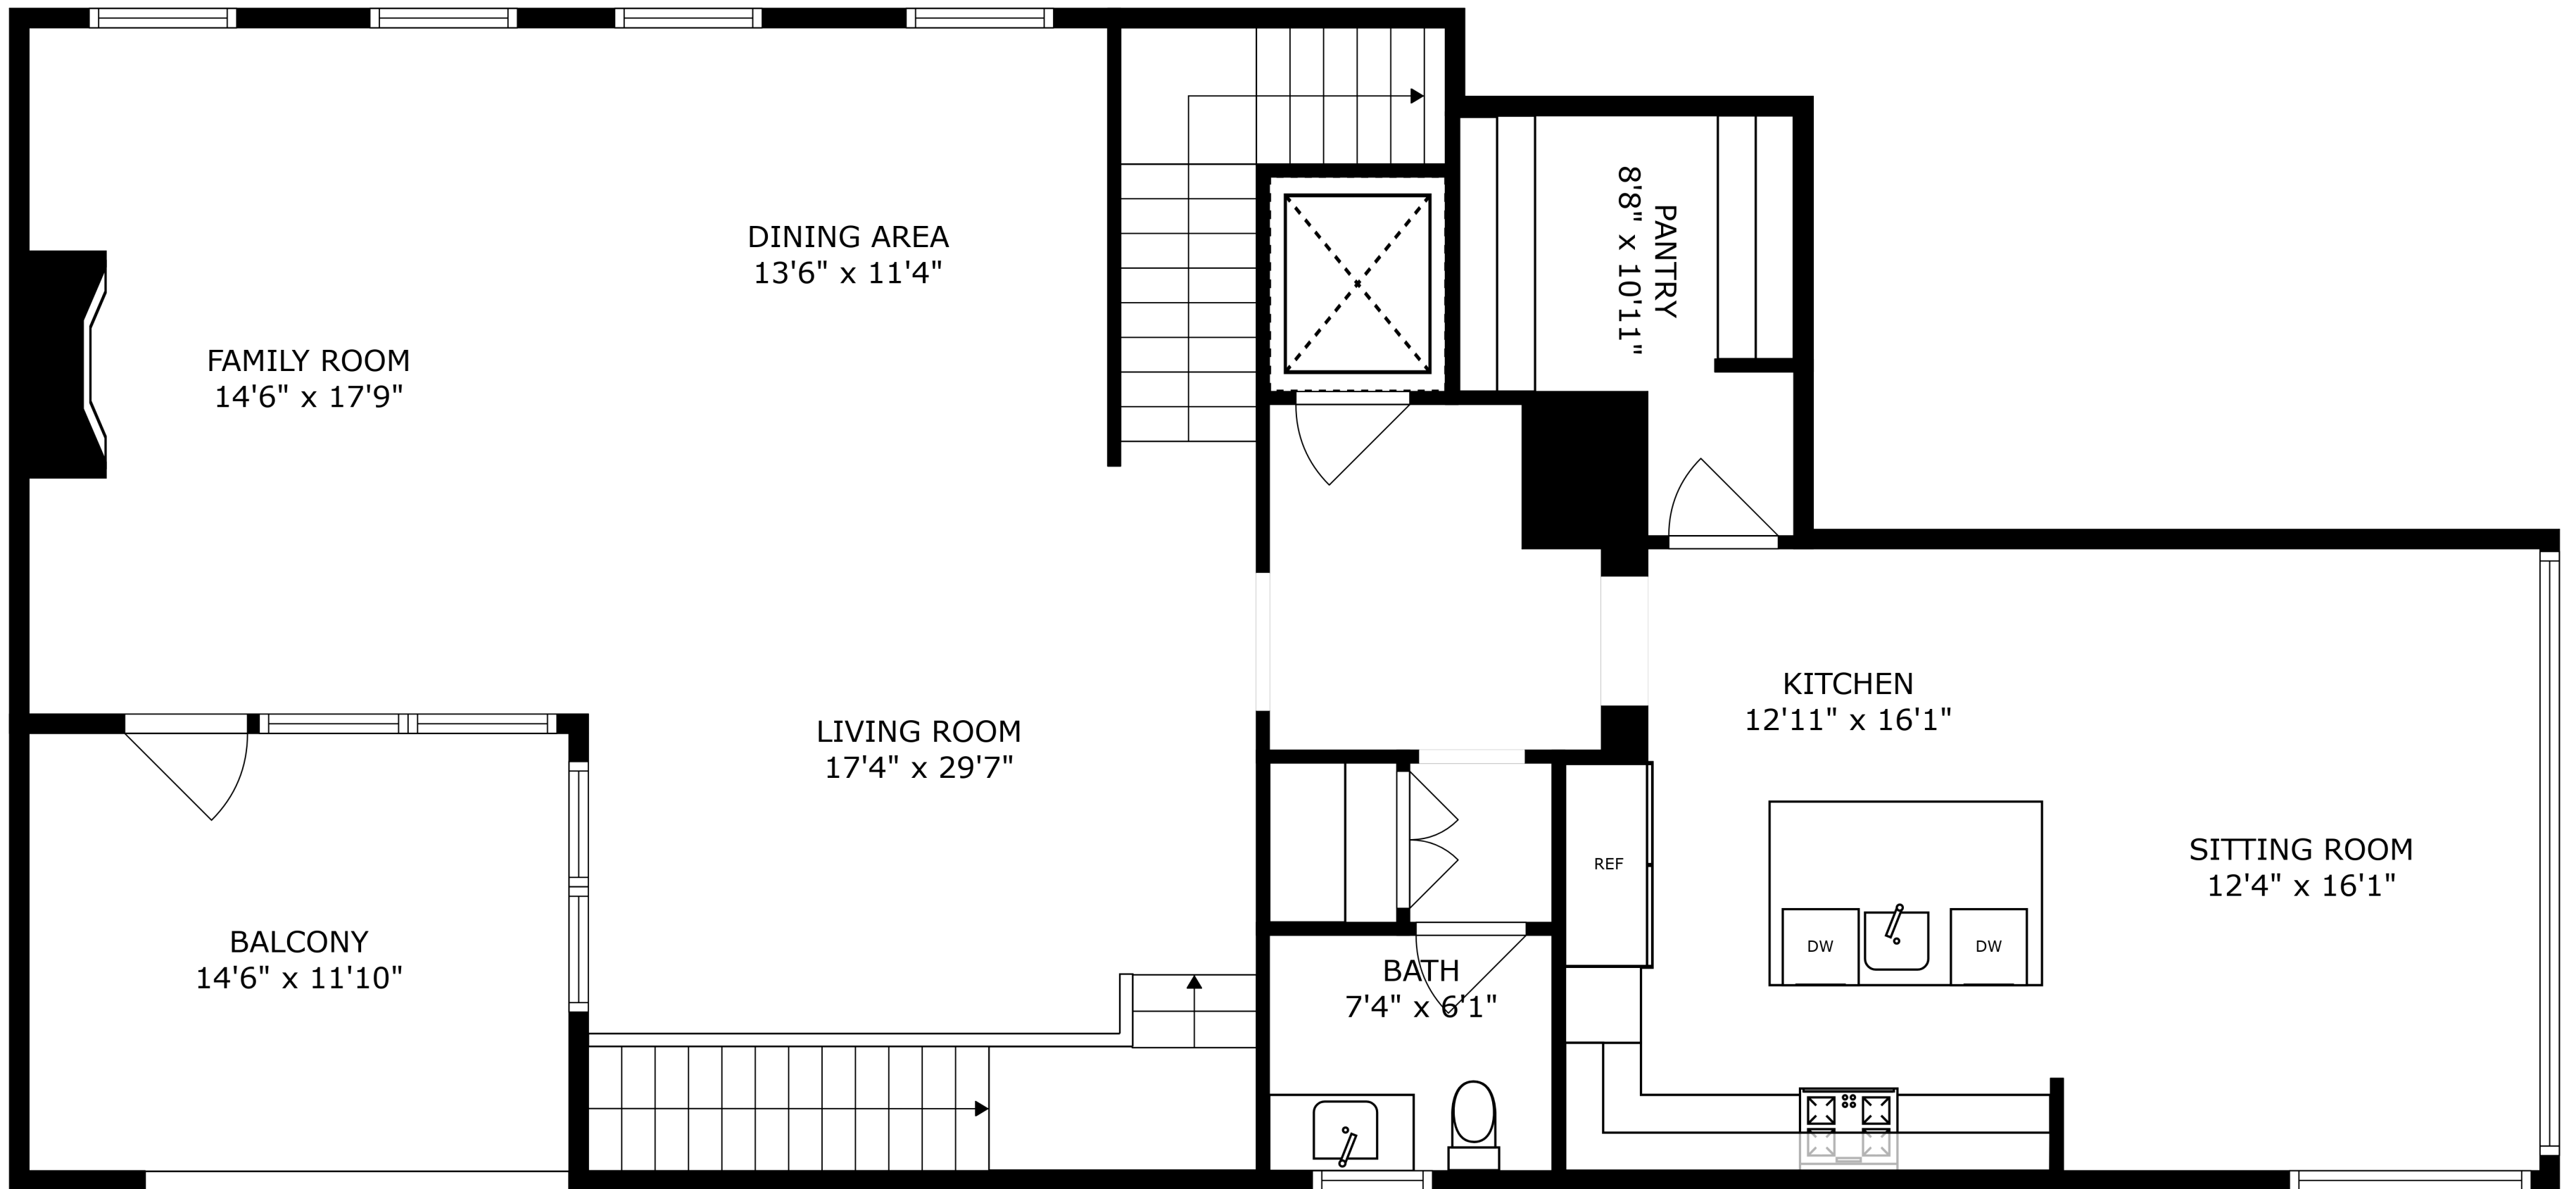 DINING AREA
13'6" x 11'4"
PANTRY
8'8" x 10'11"
FAMILY ROOM
14'6" x 17'9"
LIVING ROOM
17'4" x 29'7"
KITCHEN
12'11" x 16'1"
REF
SITTING ROOM
12'4" x 16'1"
DW
DW
BALCONY
14'6" x 11'10"
BATH
7'4" x 6'1"